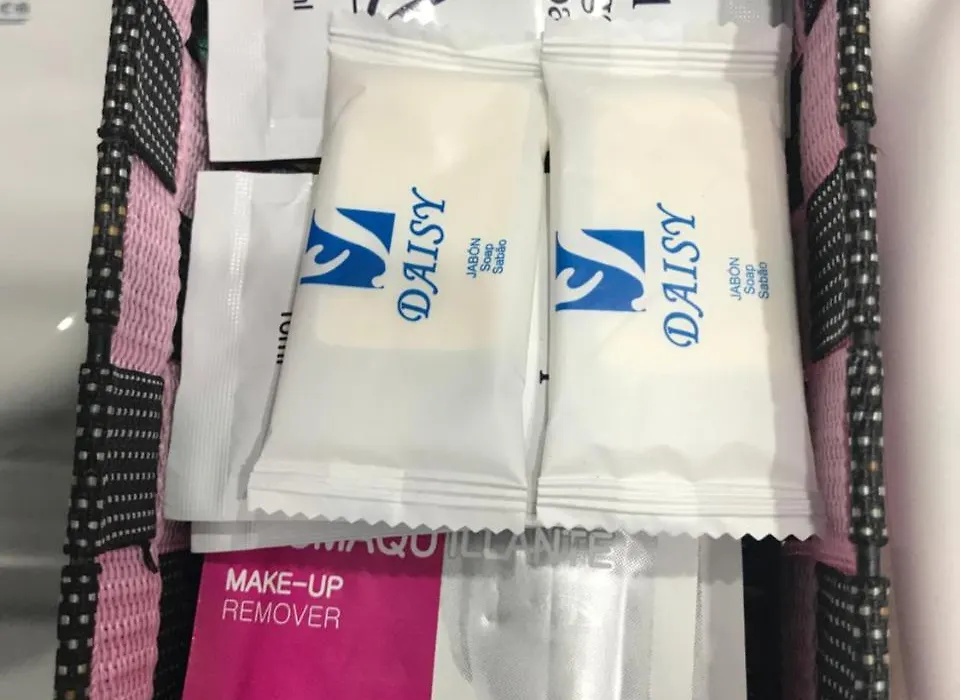 DAISY
JABÓN
Soap
Sabão
DAISY
JABÓN
Soap
Sabão
MAQUILLANTE
MAKE-UP
REMOVER